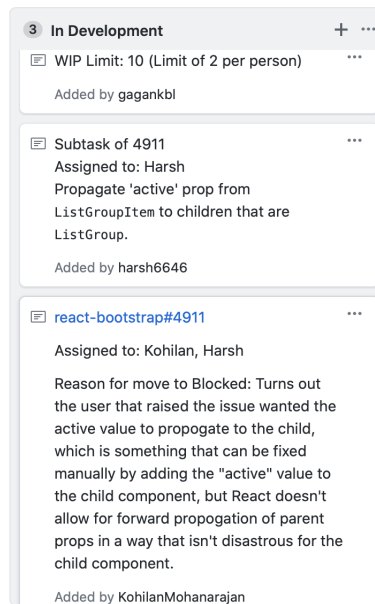 3 In Development
WIP Limit: 10 (Limit of 2 per person)
Added by gagankbl
Subtask of 4911
Assigned to: Harsh
Propagate 'active' prop from
ListGroupItem to children that are
ListGroup.
Added by harsh6646
react-bootstrap#4911
Assigned to: Kohilan, Harsh
Reason for move to Blocked: Turns out
the user that raised the issue wanted the
active value to propogate to the child,
which is something that can be fixed
manually by adding the "active" value to
the child component, but React doesn't
allow for forward propogation of parent
props in a way that isn't disastrous for the
child component.
Added by KohilanMohanarajan